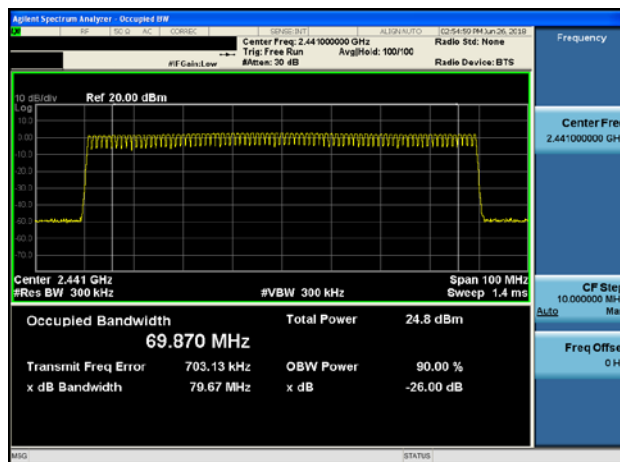 Agilent Spectrum Analyzer - Occupied BW
RF 50 Ω AC CORREC SENSE:INT ALIGN AUTO 02:54:59 PM Jun 26, 2018
Center Freq: 2.441000000 GHz Radio Std: None
Trig: Free Run Avg|Hold: 100/100
#IFGain:Low #Atten: 30 dB Radio Device: BTS
Frequency
10 dB/div Ref 20.00 dBm
Log
10.0
0.00
-10.0
-20.0
-30.0
-40.0
-50.0
-60.0
-70.0
Center 2.441 GHz Span 100 MHz
#Res BW 300 kHz #VBW 300 kHz Sweep 1.4 ms
Occupied Bandwidth Total Power 24.8 dBm
69.870 MHz
Transmit Freq Error 703.13 kHz OBW Power 90.00 %
x dB Bandwidth 79.67 MHz x dB -26.00 dB
Center Fre
2.441000000 GH
CF Step
10.000000 MH
Auto Ma
Freq Offse
0 H
MSG STATUS